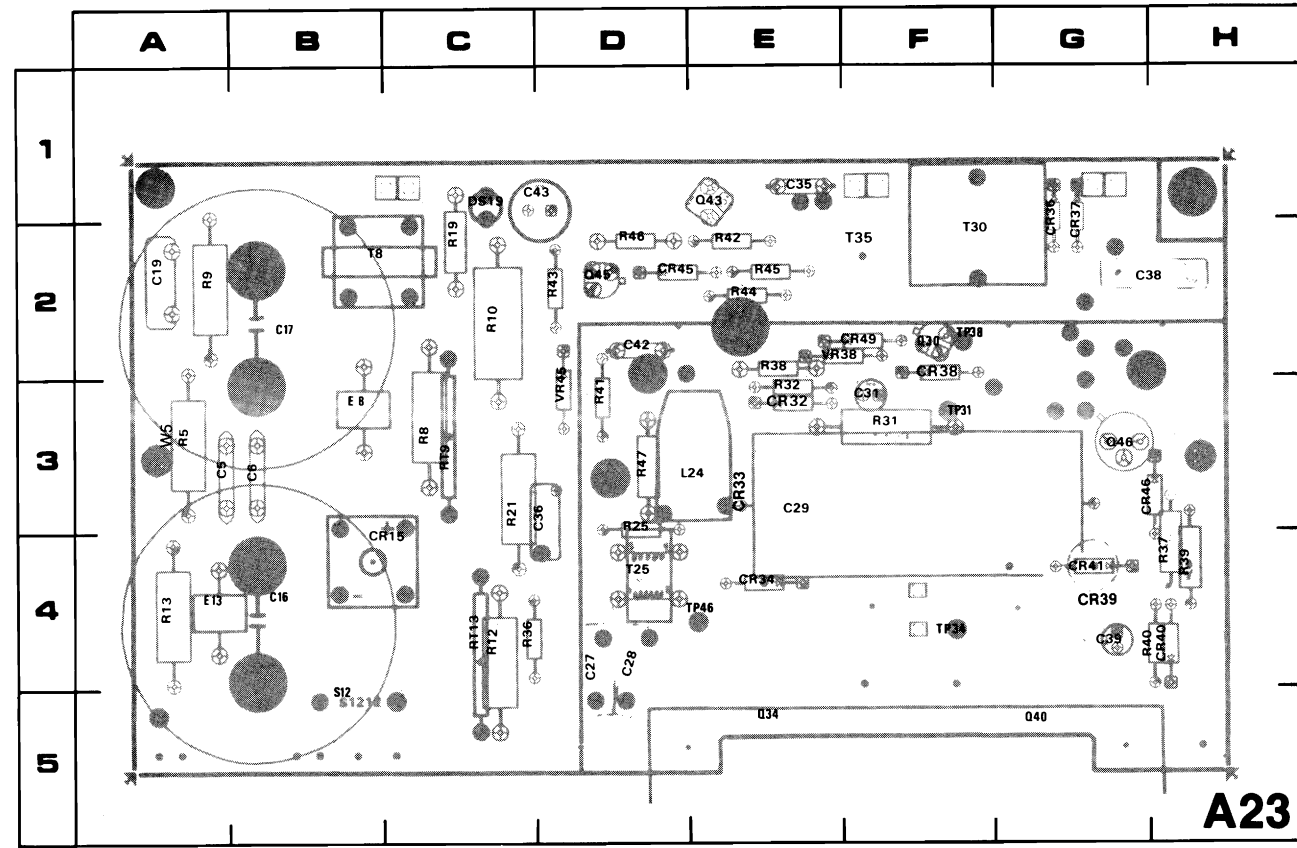 A B C D E F G H
1
DS19 C43 Q43 C35 CR36 CR37
R19 R46 R42 T35 T30
C19 R9 T8 R43 Q45 CR45 R45 C38
2
R44
C17 R10
CR49 Q30 TP38
C42 VR38
R38 CR38
VR45 R41 R32 C31
E8 CR32 TP31
R31
W5 R5 R8 Q46
3
C5 C6 RT9 R47 L24 CR33
R21 C36 C29 CR46
R25
CR15 R37 R39
T25 CR41
CR34
E13 C16 CR39
4
R13 TP46
RT13 R12 R36 TP34 C39 R40 CR40
C27 C28
S12
S1212
Q34 Q40
5
A23